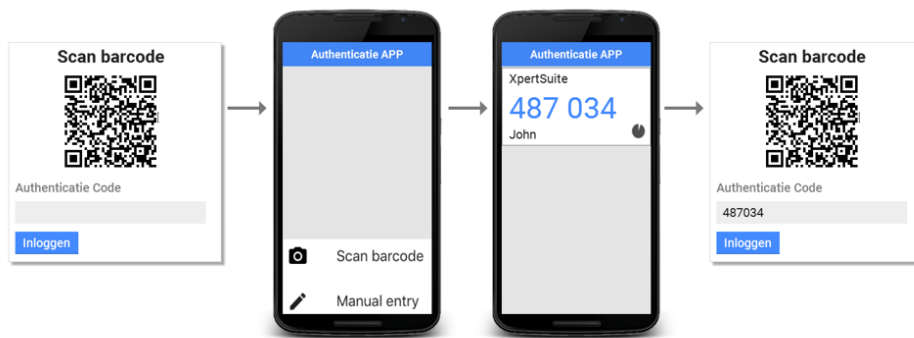 Scan barcode
Authenticatie Code
Inloggen
Authenticatie APP
Scan barcode
Manual entry
Authenticatie APP
XpertSuite
487 034
John
Scan barcode
Authenticatie Code
487034
Inloggen